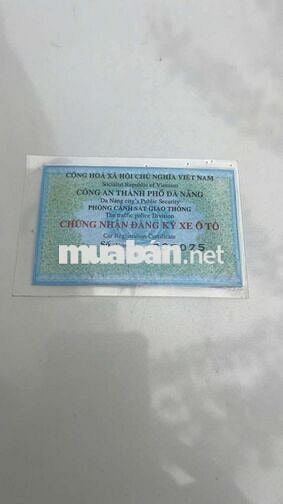 CỘNG HOÀ XÃ HỘI CHỦ NGHĨA VIỆT NAM
Socialist Republic of Vietnam
CÔNG AN THÀNH PHỐ ĐÀ NẴNG
Da Nang city's Public Security
PHÒNG CẢNH SÁT GIAO THÔNG
The traffic police Division
CHỨNG NHẬN ĐĂNG KÝ XE Ô TÔ
Car Registration Certificate
Số
muaban.net